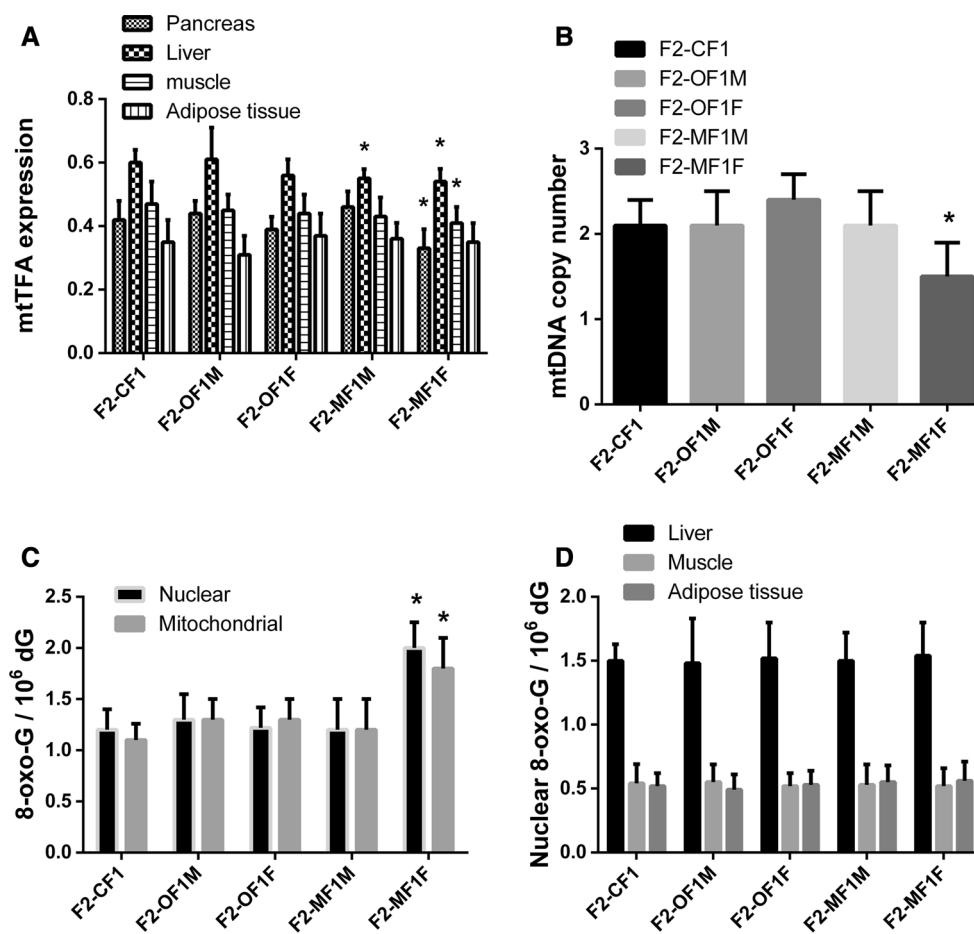 A
Pancreas
Liver
muscle
Adipose tissue
mtTFA expression
0.8
0.6
0.4
0.2
0.0
* * * *
F2-CF1
F2-OF1M
F2-OF1F
F2-MF1M
F2-MF1F
B
F2-CF1
F2-OF1M
F2-OF1F
F2-MF1M
F2-MF1F
mtDNA copy number
3
2
1
0
*
F2-CF1
F2-OF1M
F2-OF1F
F2-MF1M
F2-MF1F
C
Nuclear
Mitochondrial
8-oxo-G / 10⁶ dG
2.5
2.0
1.5
1.0
0.5
0.0
* *
F2-CF1
F2-OF1M
F2-OF1F
F2-MF1M
F2-MF1F
D
Liver
Muscle
Adipose tissue
Nuclear 8-oxo-G / 10⁶ dG
2.0
1.5
1.0
0.5
0.0
F2-CF1
F2-OF1M
F2-OF1F
F2-MF1M
F2-MF1F